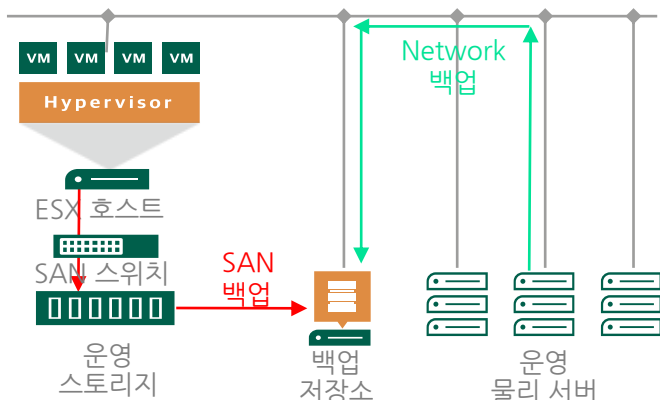 VM VM VM VM
Hypervisor
ESX 호스트
SAN 스위치
운영
스토리지
SAN
백업
Network
백업
백업
저장소
운영
물리 서버